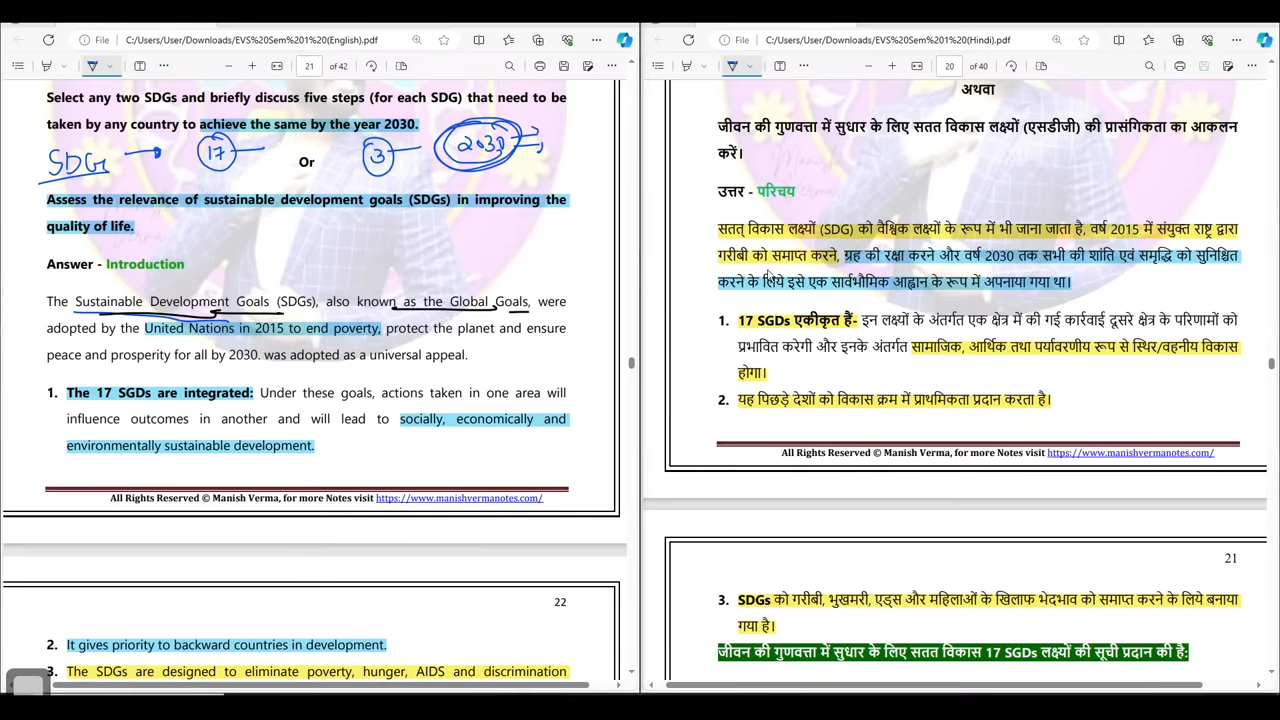 File C:/Users/User/Downloads/EVS%20Sem%201%20(English).pdf
21 of 42
Select any two SDGs and briefly discuss five steps (for each SDG) that need to be
taken by any country to achieve the same by the year 2030.
SDGs 17 3 2030
Or
Assess the relevance of sustainable development goals (SDGs) in improving the
quality of life.
Answer - Introduction
The Sustainable Development Goals (SDGs), also known as the Global Goals, were
adopted by the United Nations in 2015 to end poverty, protect the planet and ensure
peace and prosperity for all by 2030. was adopted as a universal appeal.
1. The 17 SGDs are integrated: Under these goals, actions taken in one area will
influence outcomes in another and will lead to socially, economically and
environmentally sustainable development.
All Rights Reserved © Manish Verma, for more Notes visit https://www.manishvermanotes.com/
22
2. It gives priority to backward countries in development.
3. The SDGs are designed to eliminate poverty, hunger, AIDS and discrimination
File C:/Users/User/Downloads/EVS%20Sem%201%20(Hindi).pdf
20 of 40
अथवा
जीवन की गुणवत्ता में सुधार के लिए सतत विकास लक्ष्यों (एसडीजी) की प्रासंगिकता का आकलन
करें।
उत्तर - परिचय
सतत् विकास लक्ष्यों (SDG) को वैश्विक लक्ष्यों के रूप में भी जाना जाता है, वर्ष 2015 में संयुक्त राष्ट्र द्वारा
गरीबी को समाप्त करने, ग्रह की रक्षा करने और वर्ष 2030 तक सभी की शांति एवं समृद्धि को सुनिश्चित
करने के लिये इसे एक सार्वभौमिक आह्वान के रूप में अपनाया गया था।
1. 17 SGDs एकीकृत हैं- इन लक्ष्यों के अंतर्गत एक क्षेत्र में की गई कार्रवाई दूसरे क्षेत्र के परिणामों को
प्रभावित करेगी और इनके अंतर्गत सामाजिक, आर्थिक तथा पर्यावरणीय रूप से स्थिर/वहनीय विकास
होगा।
2. यह पिछड़े देशों को विकास क्रम में प्राथमिकता प्रदान करता है।
All Rights Reserved © Manish Verma, for more Notes visit https://www.manishvermanotes.com/
21
3. SDGs को गरीबी, भुखमरी, एड्स और महिलाओं के खिलाफ भेदभाव को समाप्त करने के लिये बनाया
गया है।
जीवन की गुणवत्ता में सुधार के लिए सतत विकास 17 SGDs लक्ष्यों की सूची प्रदान की है: